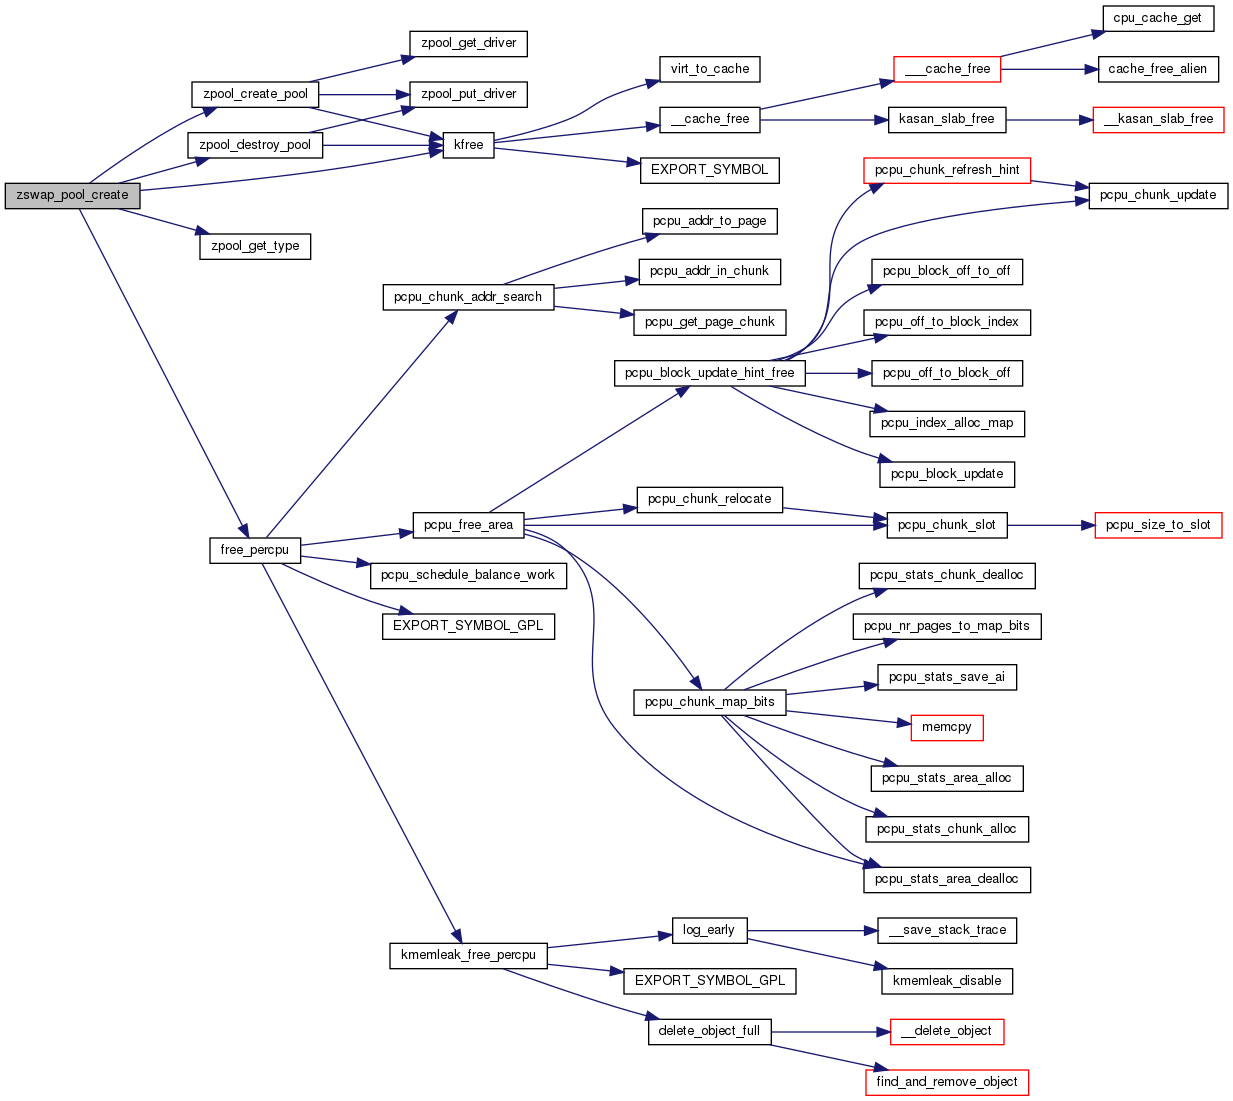 cpu_cache_get
zpool_get_driver
virt_to_cache
___cache_free
cache_free_alien
zpool_create_pool
zpool_put_driver
__cache_free
kasan_slab_free
__kasan_slab_free
zpool_destroy_pool
kfree
EXPORT_SYMBOL
pcpu_chunk_refresh_hint
zswap_pool_create
pcpu_chunk_update
pcpu_addr_to_page
zpool_get_type
pcpu_addr_in_chunk
pcpu_block_off_to_off
pcpu_chunk_addr_search
pcpu_get_page_chunk
pcpu_off_to_block_index
pcpu_block_update_hint_free
pcpu_off_to_block_off
pcpu_index_alloc_map
pcpu_block_update
pcpu_chunk_relocate
pcpu_free_area
pcpu_chunk_slot
pcpu_size_to_slot
free_percpu
pcpu_schedule_balance_work
pcpu_stats_chunk_dealloc
EXPORT_SYMBOL_GPL
pcpu_nr_pages_to_map_bits
pcpu_stats_save_ai
pcpu_chunk_map_bits
memcpy
pcpu_stats_area_alloc
pcpu_stats_chunk_alloc
pcpu_stats_area_dealloc
log_early
__save_stack_trace
kmemleak_free_percpu
EXPORT_SYMBOL_GPL
kmemleak_disable
delete_object_full
__delete_object
find_and_remove_object